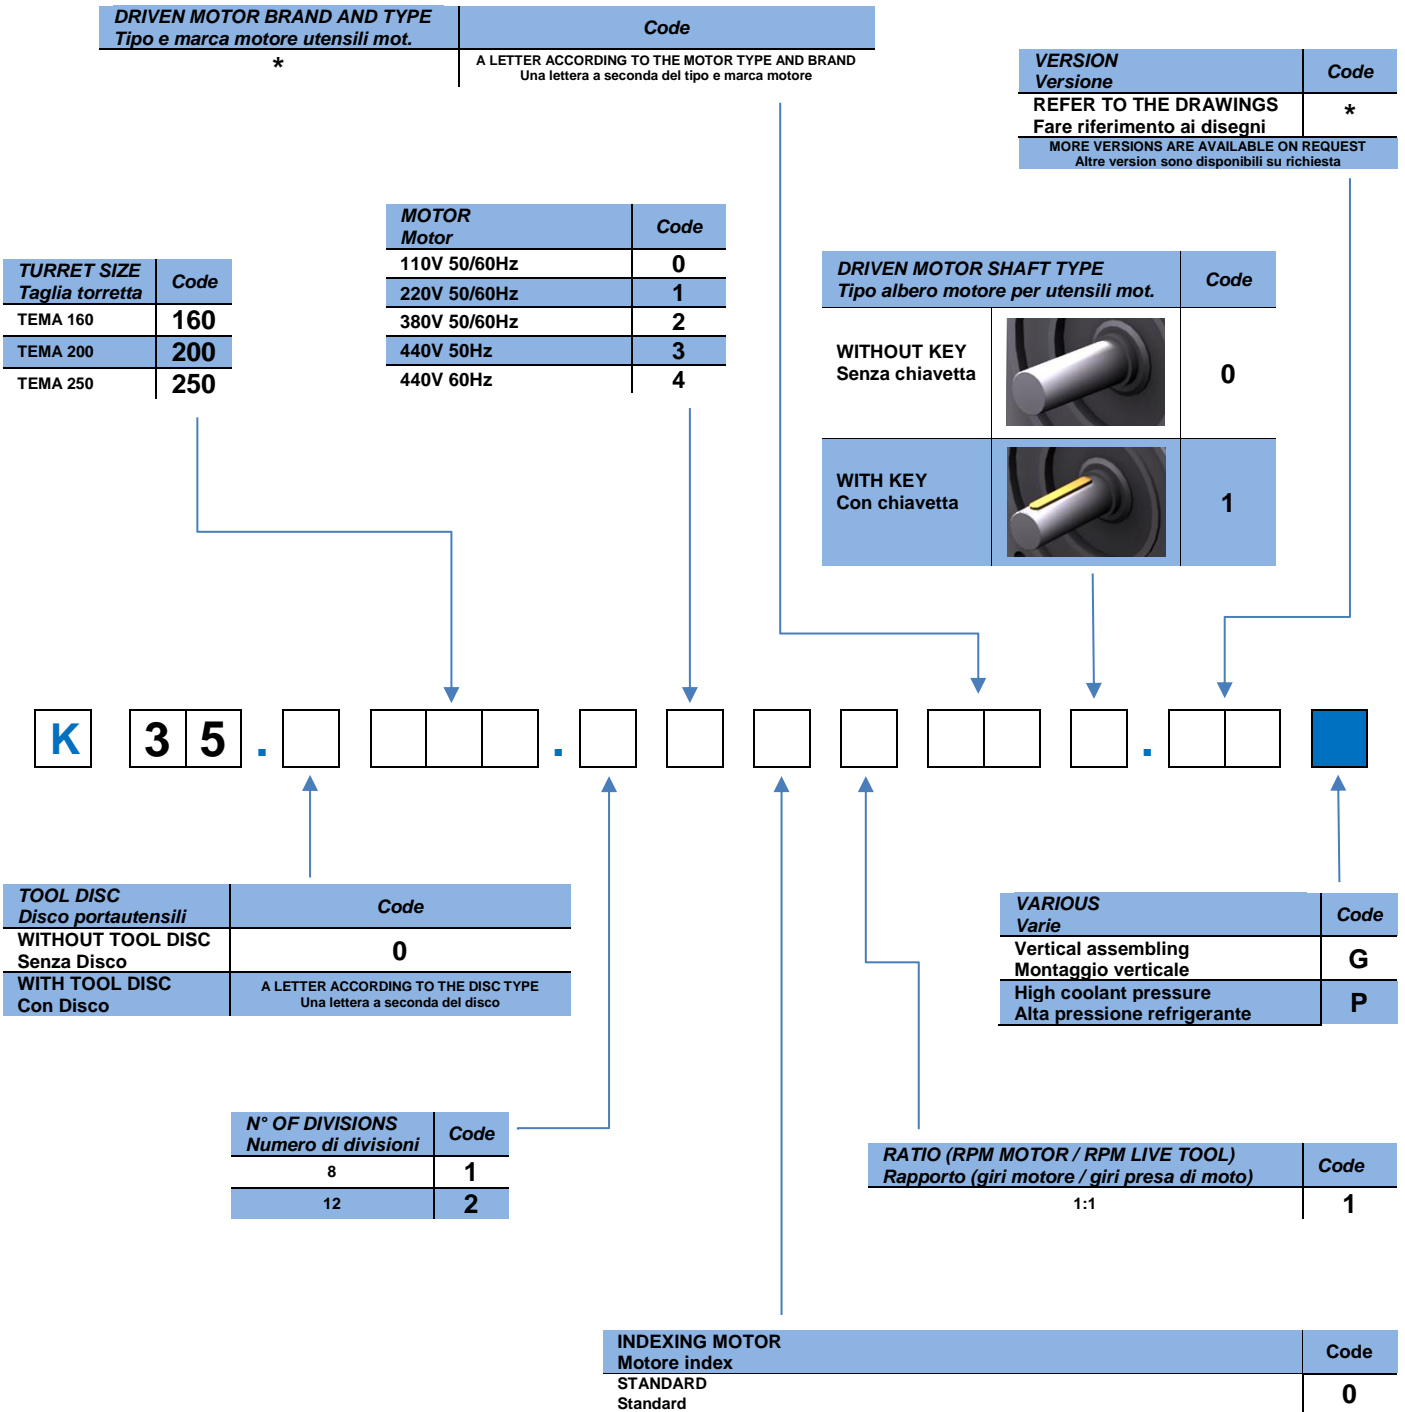 DRIVEN MOTOR BRAND AND TYPE
Tipo e marca motore utensili mot.
Code
*
A LETTER ACCORDING TO THE MOTOR TYPE AND BRAND
Una lettera a seconda del tipo e marca motore
VERSION
Versione
Code
REFER TO THE DRAWINGS
Fare riferimento ai disegni
*
MORE VERSIONS ARE AVAILABLE ON REQUEST
Altre version sono disponibili su richiesta
MOTOR
Motor
Code
110V 50/60Hz 0
220V 50/60Hz 1
380V 50/60Hz 2
440V 50Hz 3
440V 60Hz 4
TURRET SIZE
Taglia torretta
Code
TEMA 160 160
TEMA 200 200
TEMA 250 250
DRIVEN MOTOR SHAFT TYPE
Tipo albero motore per utensili mot.
Code
WITHOUT KEY
Senza chiavetta
0
WITH KEY
Con chiavetta
1
K 35. . .
TOOL DISC
Disco portautensili
Code
WITHOUT TOOL DISC
Senza Disco
0
WITH TOOL DISC
Con Disco
A LETTER ACCORDING TO THE DISC TYPE
Una lettera a seconda del disco
VARIOUS
Varie
Code
Vertical assembling
Montaggio verticale
G
High coolant pressure
Alta pressione refrigerante
P
N° OF DIVISIONS
Numero di divisioni
Code
8 1
12 2
RATIO (RPM MOTOR / RPM LIVE TOOL)
Rapporto (giri motore / giri presa di moto)
Code
1:1 1
INDEXING MOTOR
Motore index
Code
STANDARD
Standard
0